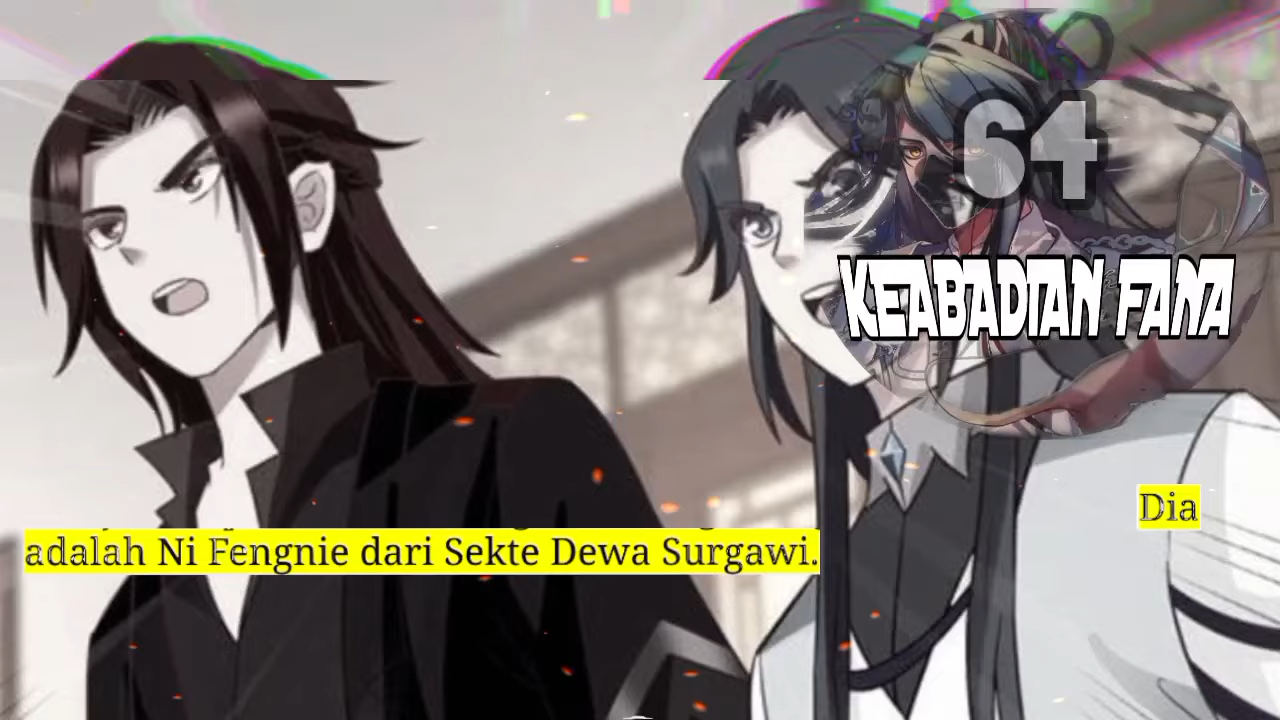 64
KEABADIAN FANA
Dia
adalah Ni Fengnie dari Sekte Dewa Surgawi.